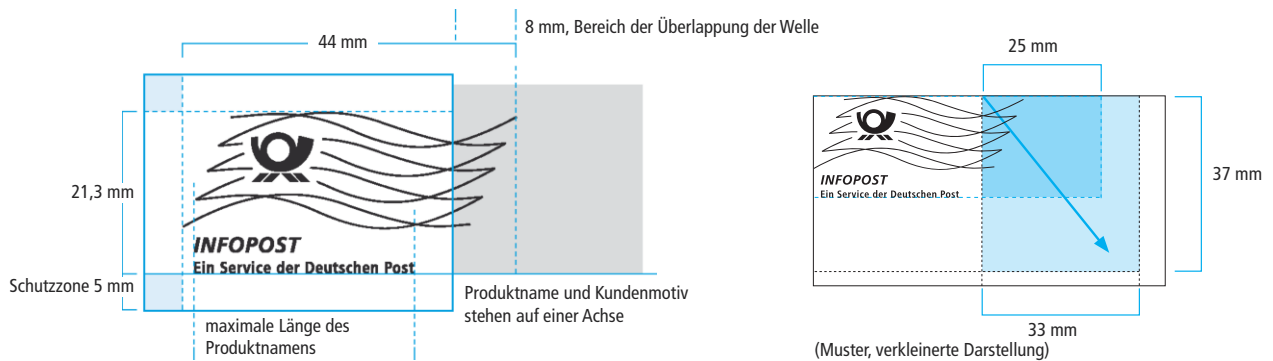 8 mm, Bereich der Überlappung der Welle
44 mm
21,3 mm
INFOPOST
Ein Service der Deutschen Post
Schutzzone 5 mm
maximale Länge des
Produktnamens
Produktname und Kundenmotiv
stehen auf einer Achse
25 mm
37 mm
INFOPOST
Ein Service der Deutschen Post
33 mm
(Muster, verkleinerte Darstellung)